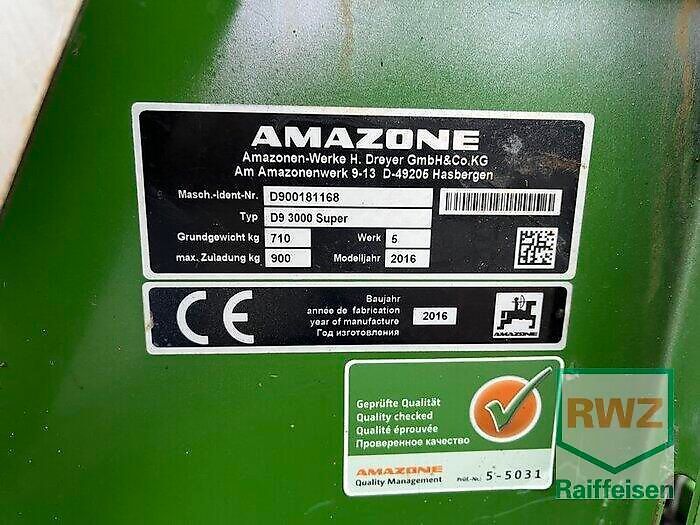 AMAZONE
Amazonen-Werke H. Dreyer GmbH&Co.KG
Am Amazonenwerk 9-13 D-49205 Hasbergen
Masch.-Ident-Nr. D900181168
Typ D9 3000 Super
Grundgewicht kg 710 Werk 5
max. Zuladung kg 900 Modelljahr 2016
CE
Baujahr
année de fabrication
year of manufacture
Год изготовления
2016
AMAZONE
Geprüfte Qualität
Quality checked
Qualité éprouvée
Проверенное качество
AMAZONE
Quality Management
Prüf.-Nr.: 5-5031
RWZ
Raiffeisen